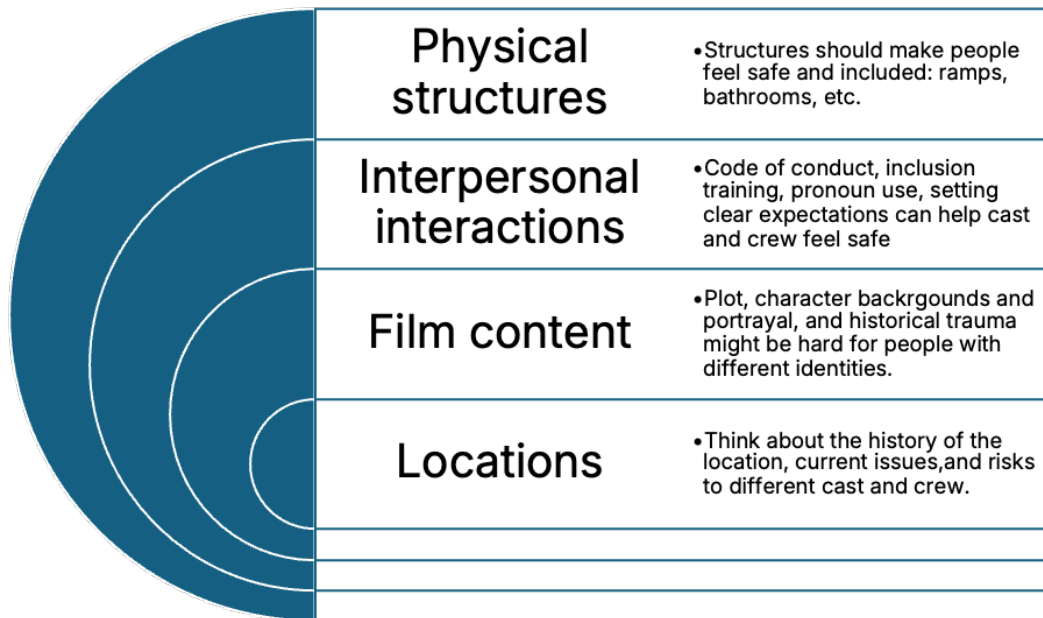 Physical
structures
•Structures should make people
feel safe and included: ramps,
bathrooms, etc.
Interpersonal
interactions
•Code of conduct, inclusion
training, pronoun use, setting
clear expectations can help cast
and crew feel safe
Film content
•Plot, character backrgounds and
portrayal, and historical trauma
might be hard for people with
different identities.
Locations
•Think about the history of the
location, current issues,and risks
to different cast and crew.